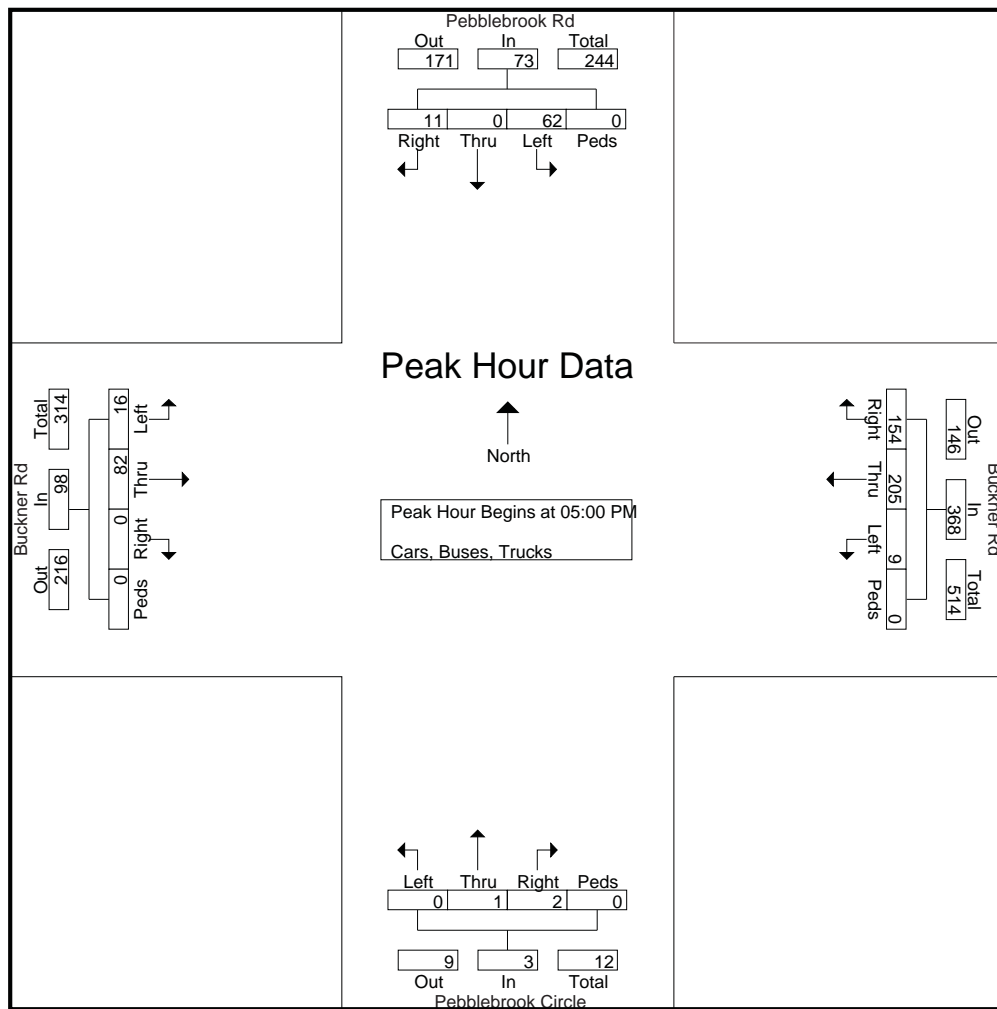 Pebblebrook Rd
Out In Total
171 73 244
11 0 62 0
Right Thru Left Peds
Peak Hour Data
North
Peak Hour Begins at 05:00 PM
Cars, Buses, Trucks
Buckner Rd
Total In Out
314 98 216
16 82 0 0
Left Thru Right Peds
Buckner Rd
Out In Total
146 368 514
154 205 9 0
Right Thru Left Peds
Left Thru Right Peds
0 1 2 0
9 3 12
Out In Total
Pebblebrook Circle